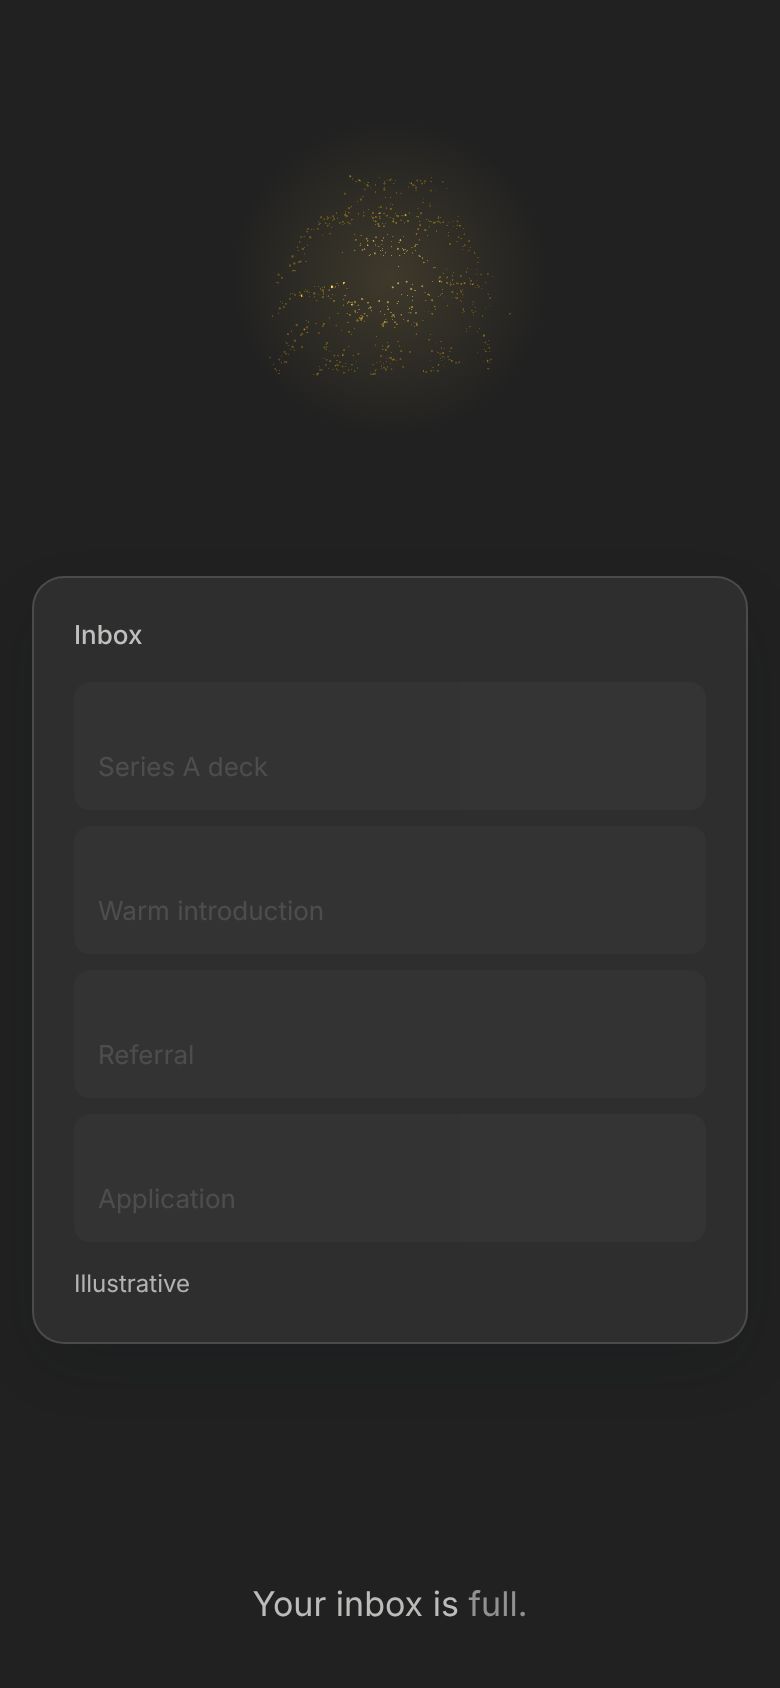 Inbox
Series A deck
Warm introduction
Referral
Application
Illustrative
Your inbox is full.